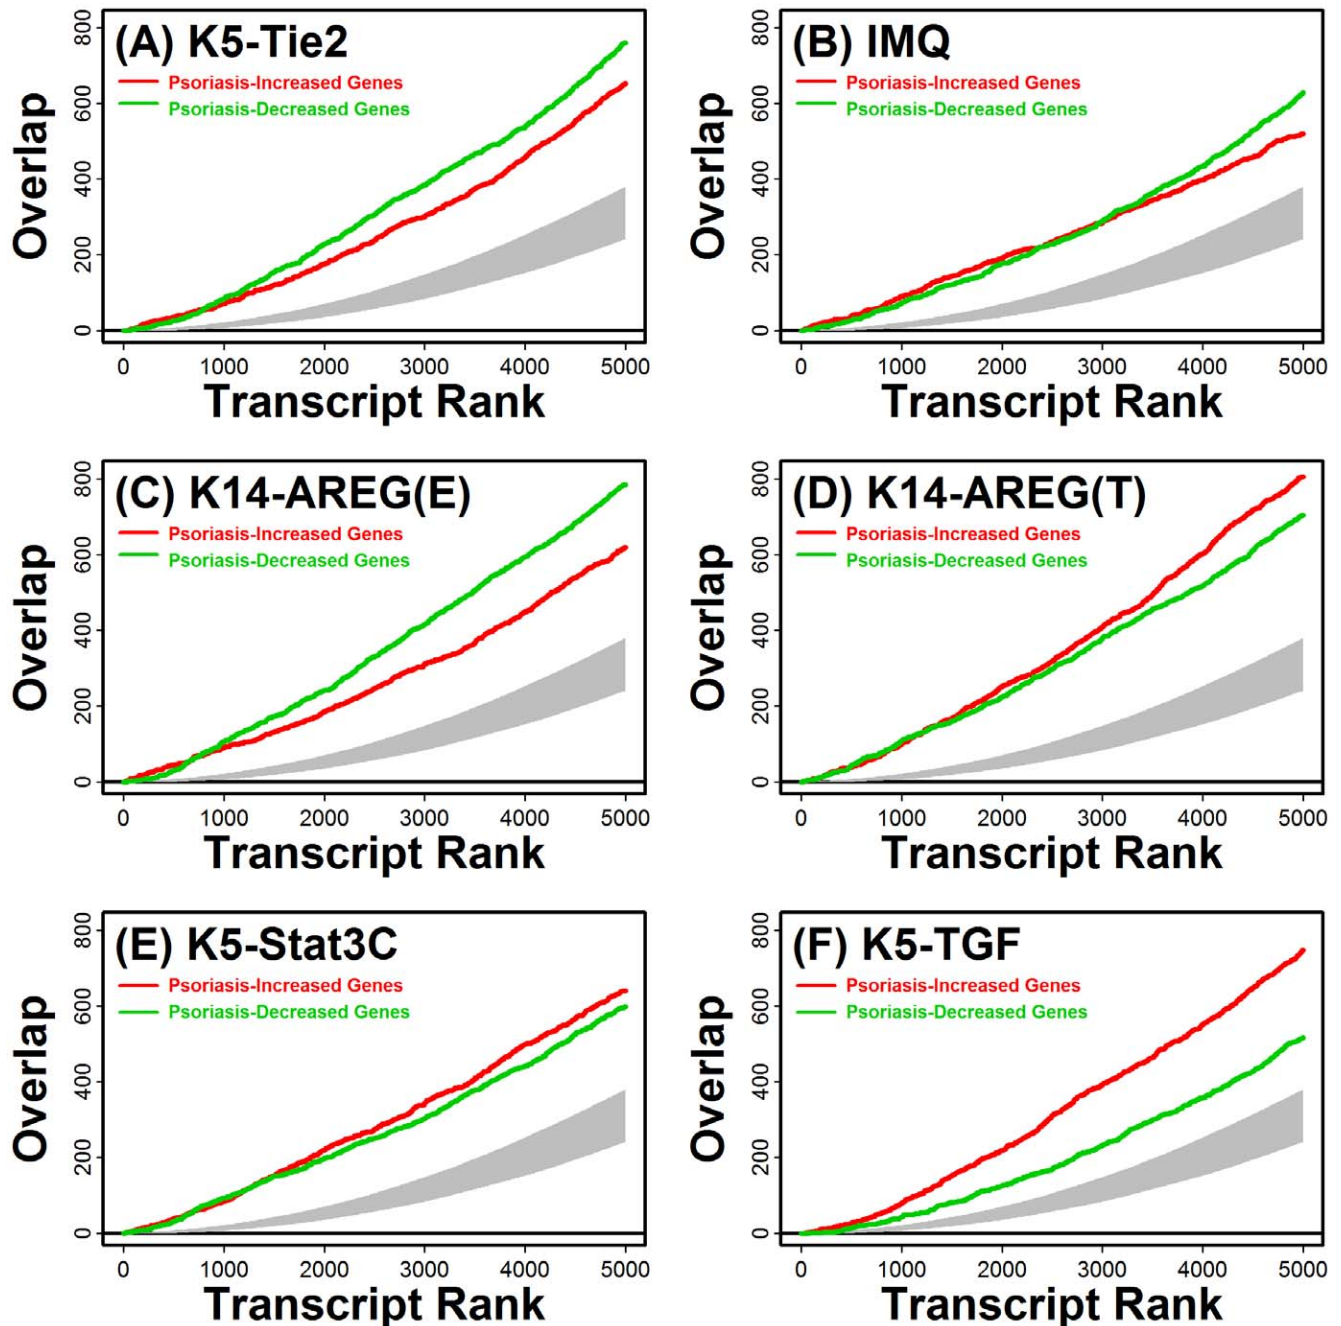 (A) K5-Tie2
Psoriasis-Increased Genes
Psoriasis-Decreased Genes
Overlap
0
200
400
600
800
0 1000 2000 3000 4000 5000
Transcript Rank
(B) IMQ
Psoriasis-Increased Genes
Psoriasis-Decreased Genes
Overlap
0
200
400
600
800
0 1000 2000 3000 4000 5000
Transcript Rank
(C) K14-AREG(E)
Psoriasis-Increased Genes
Psoriasis-Decreased Genes
Overlap
0
200
400
600
800
0 1000 2000 3000 4000 5000
Transcript Rank
(D) K14-AREG(T)
Psoriasis-Increased Genes
Psoriasis-Decreased Genes
Overlap
0
200
400
600
800
0 1000 2000 3000 4000 5000
Transcript Rank
(E) K5-Stat3C
Psoriasis-Increased Genes
Psoriasis-Decreased Genes
Overlap
0
200
400
600
800
0 1000 2000 3000 4000 5000
Transcript Rank
(F) K5-TGF
Psoriasis-Increased Genes
Psoriasis-Decreased Genes
Overlap
0
200
400
600
800
0 1000 2000 3000 4000 5000
Transcript Rank